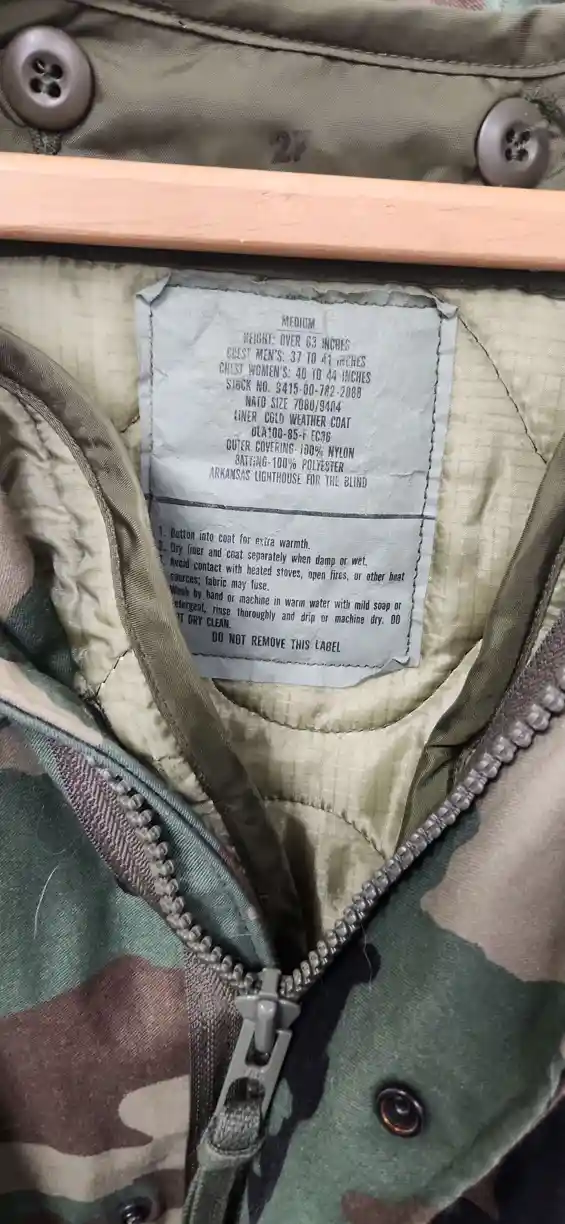 27
MEDIUM
HEIGHT: OVER 63 INCHES
CHEST MEN'S: 37 TO 41 INCHES
CHEST WOMEN'S: 40 TO 44 INCHES
STOCK NO. 8415-00-782-2888
NATO SIZE 7080/9404
LINER COLD WEATHER COAT
DLA100-85-F EC36
OUTER COVERING-100% NYLON
BATTING-100% POLYESTER
ARKANSAS LIGHTHOUSE FOR THE BLIND
1. Button into coat for extra warmth.
Dry liner and coat separately when damp or wet.
Avoid contact with heated stoves, open fires, or other heat
sources; fabric may fuse.
Wash by hand or machine in warm water with mild soap or
detergent, rinse thoroughly and drip or machine dry. DO
NOT DRY CLEAN.
DO NOT REMOVE THIS LABEL